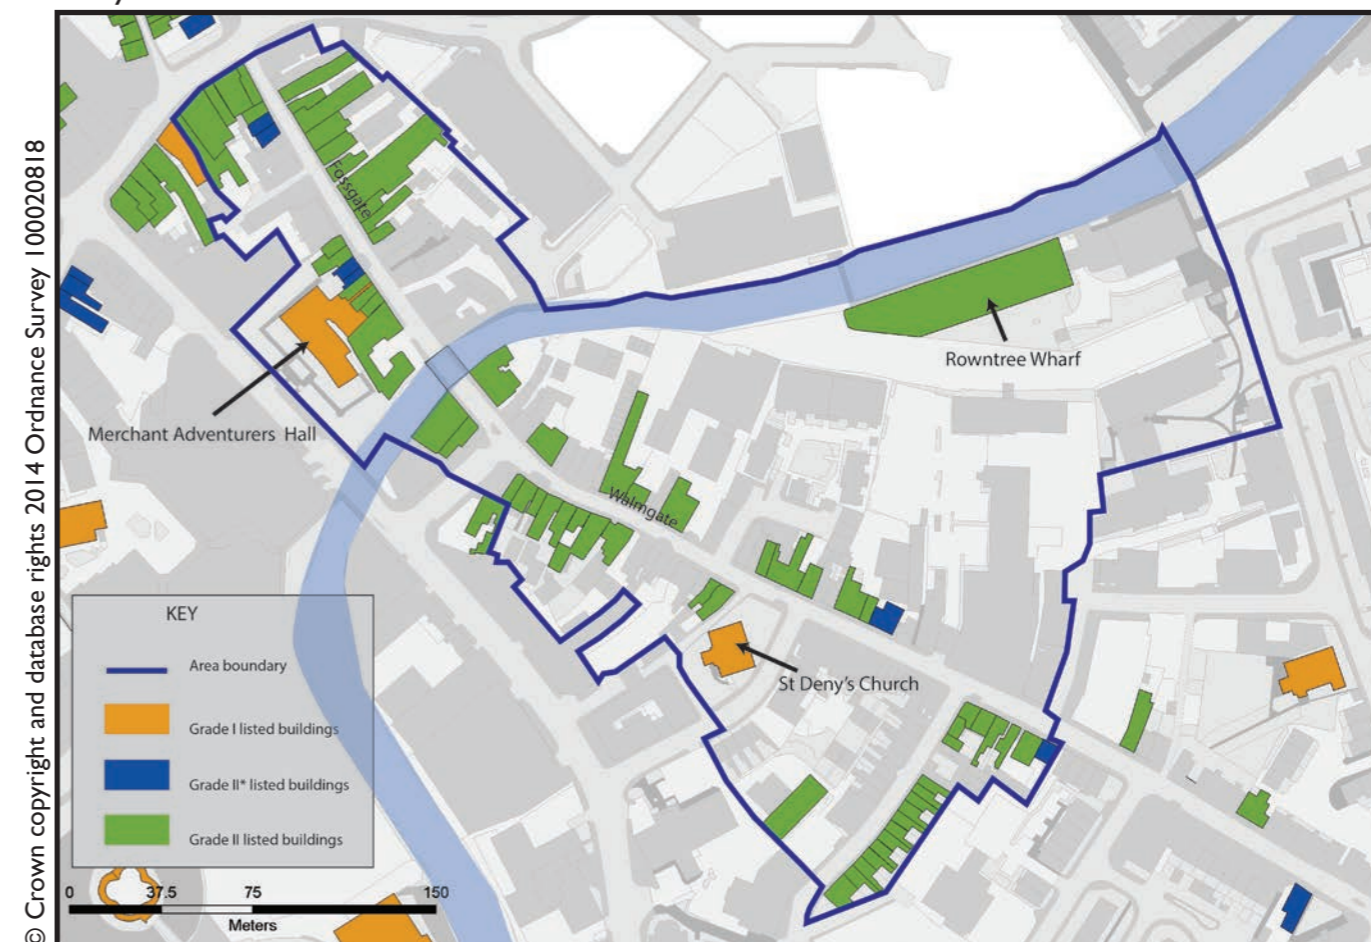 © Crown copyright and database rights 2014 Ordnance Survey 100020818
Fossgate
Rowntree Wharf
Merchant Adventurers Hall
Walmgate
St Deny's Church
KEY
Area boundary
Grade I listed buildings
Grade II* listed buildings
Grade II listed buildings
0 37.5 75 150
Meters